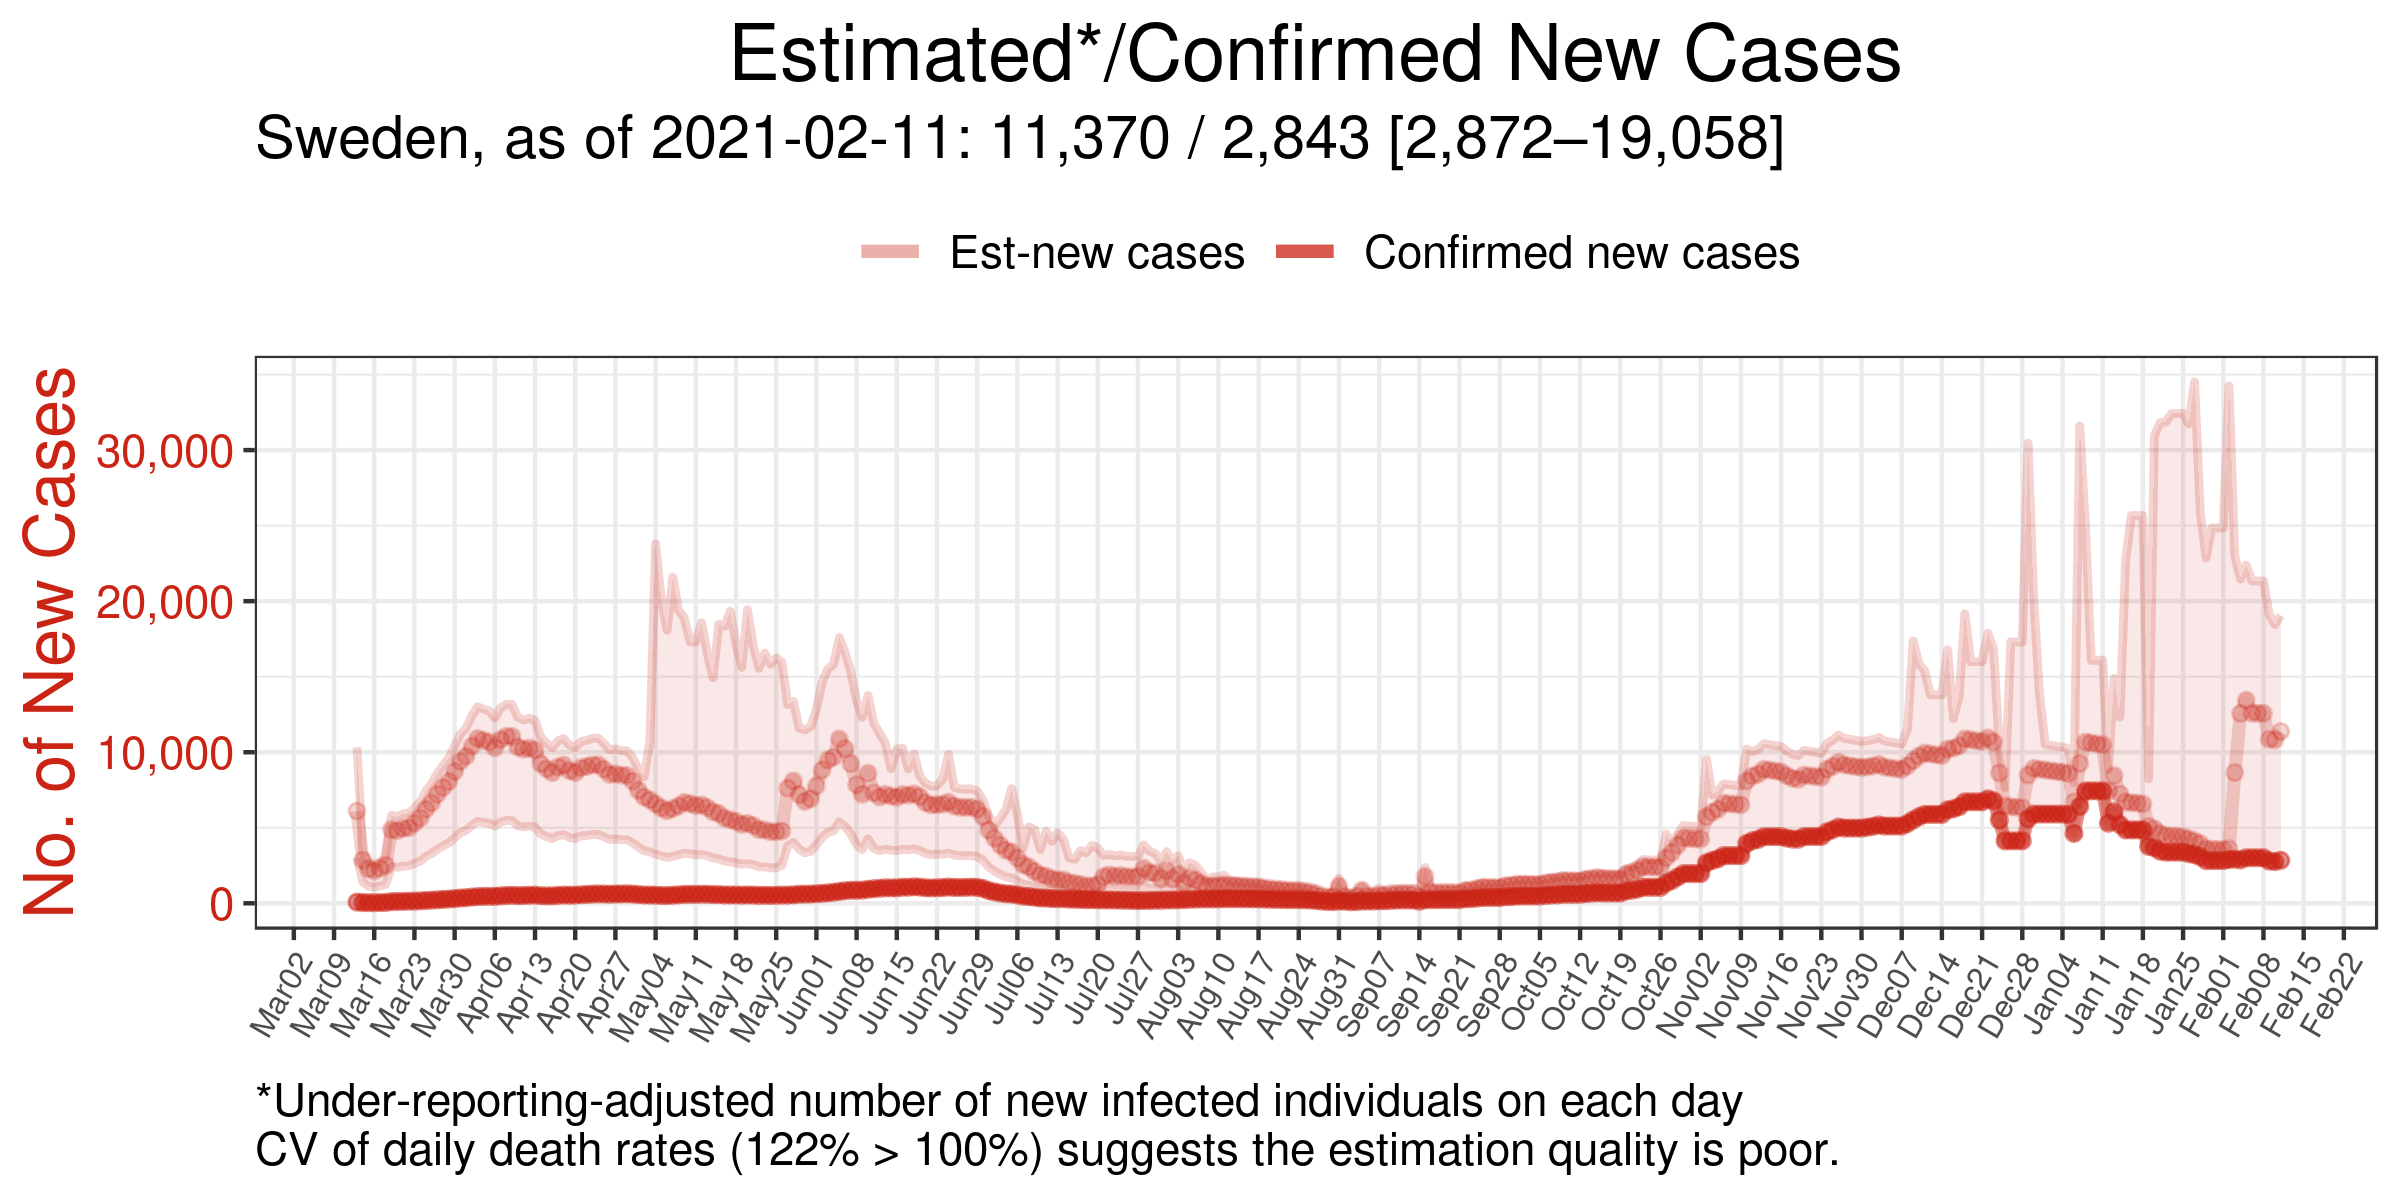 Estimated*/Confirmed New Cases
Sweden, as of 2021-02-11: 11,370 / 2,843 [2,872–19,058]
Est-new cases
Confirmed new cases
No. of New Cases
30,000
20,000
10,000
0
Mar02
Mar09
Mar16
Mar23
Mar30
Apr06
Apr13
Apr20
Apr27
May04
May11
May18
May25
Jun01
Jun08
Jun15
Jun22
Jun29
Jul06
Jul13
Jul20
Jul27
Aug03
Aug10
Aug17
Aug24
Aug31
Sep07
Sep14
Sep21
Sep28
Oct05
Oct12
Oct19
Oct26
Nov02
Nov09
Nov16
Nov23
Nov30
Dec07
Dec14
Dec21
Dec28
Jan04
Jan11
Jan18
Jan25
Feb01
Feb08
Feb15
Feb22
*Under-reporting-adjusted number of new infected individuals on each day
CV of daily death rates (122% > 100%) suggests the estimation quality is poor.